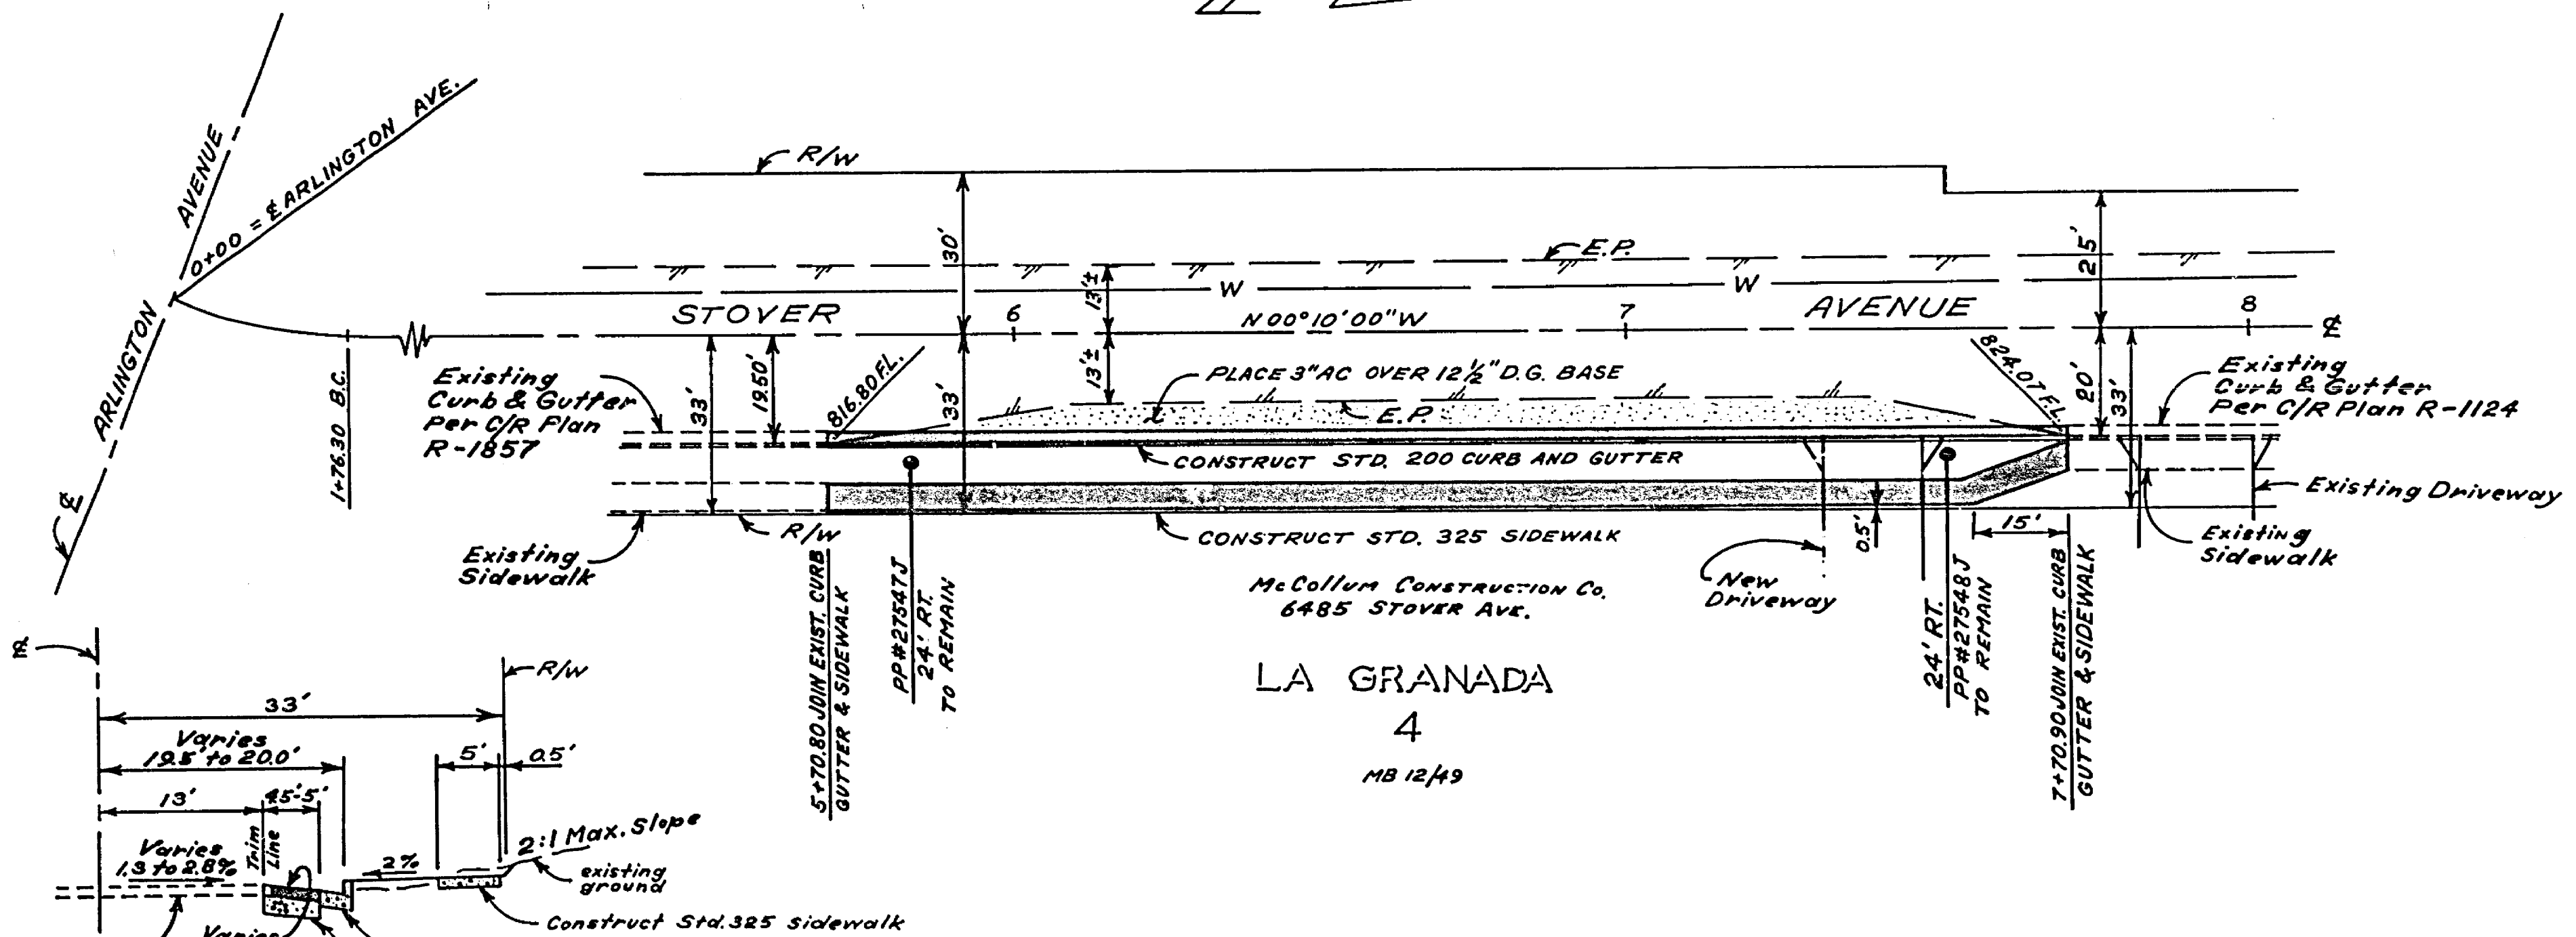 AVENUE
0+00 = ℄ ARLINGTON AVE.
ARLINGTON
℄
1+76.30 B.C.
R/W
30'
E.P.
25'
13'±
W
W
STOVER
6
N 00°10'00"W
7
AVENUE
8
℄
Existing
Curb & Gutter
Per C/R Plan
R-1857
33'
19.50'
816.80 F.L.
33'
13'±
PLACE 3"AC OVER 12½" D.G. BASE
E.P.
824.07 F.L.
20'
33'
Existing
Curb & Gutter
Per C/R Plan R-1124
CONSTRUCT STD. 200 CURB AND GUTTER
Existing Driveway
Existing
Sidewalk
R/W
Existing
Sidewalk
CONSTRUCT STD. 325 SIDEWALK
0.5'
15'
5+70.80 JOIN EXIST. CURB
GUTTER & SIDEWALK
PP#27547J
24' RT.
TO REMAIN
McCollum Construction Co.
6485 STOVER AVE.
New
Driveway
24' RT.
PP#27548J
TO REMAIN
7+70.90 JOIN EXIST. CURB
GUTTER & SIDEWALK
LA GRANADA
4
MB 12/49
℄
R/W
33'
Varies
19.5' to 20.0'
5'
0.5'
13'
4.5'-5'
Trim
Line
Varies
1.3 to 2.8%
2%
2:1 Max. Slope
existing
ground
Construct Std. 325 sidewalk
Varies